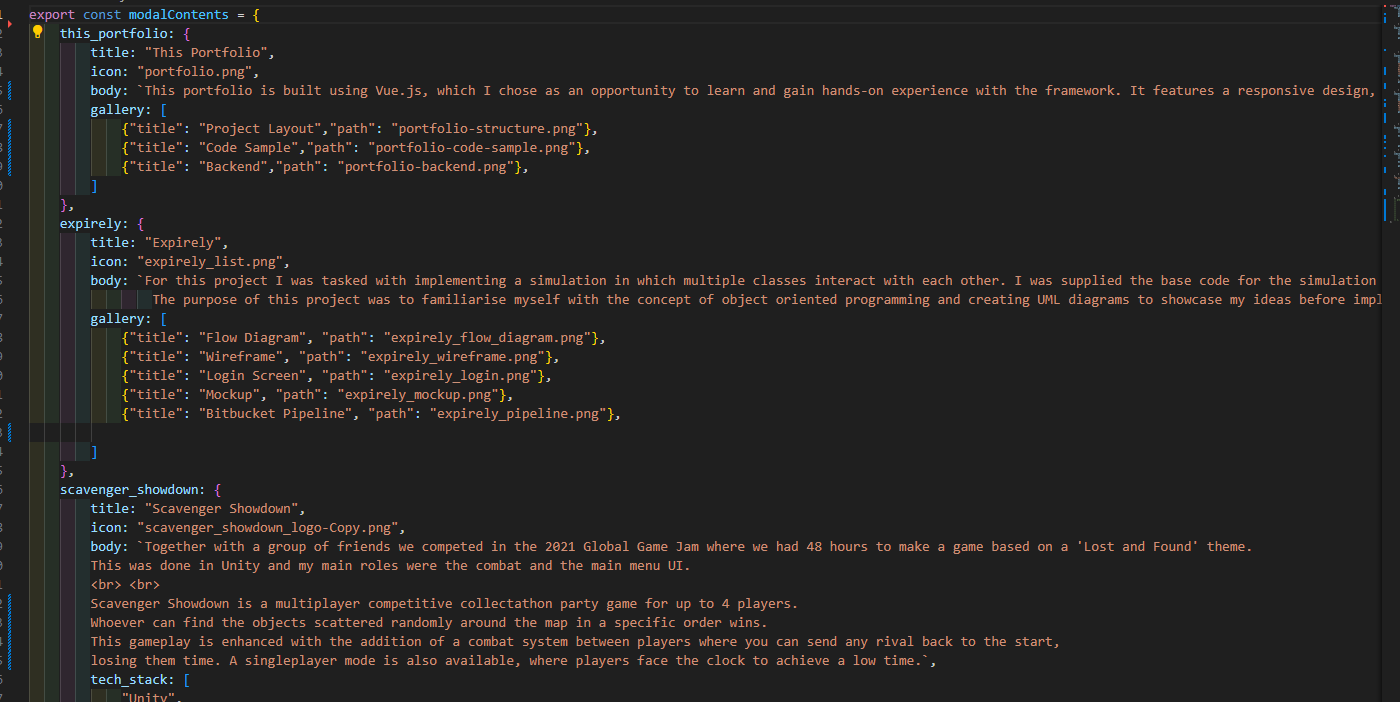 export const modalContents = {
this_portfolio: {
title: "This Portfolio",
icon: "portfolio.png",
body: `This portfolio is built using Vue.js, which I chose as an opportunity to learn and gain hands-on experience with the framework. It features a responsive design,
gallery: [
{"title": "Project Layout","path": "portfolio-structure.png"},
{"title": "Code Sample","path": "portfolio-code-sample.png"},
{"title": "Backend","path": "portfolio-backend.png"},
]
},
expirely: {
title: "Expirely",
icon: "expirely_list.png",
body: `For this project I was tasked with implementing a simulation in which multiple classes interact with each other. I was supplied the base code for the simulation
The purpose of this project was to familiarise myself with the concept of object oriented programming and creating UML diagrams to showcase my ideas before impl
gallery: [
{"title": "Flow Diagram", "path": "expirely_flow_diagram.png"},
{"title": "Wireframe", "path": "expirely_wireframe.png"},
{"title": "Login Screen", "path": "expirely_login.png"},
{"title": "Mockup", "path": "expirely_mockup.png"},
{"title": "Bitbucket Pipeline", "path": "expirely_pipeline.png"},
]
},
scavenger_showdown: {
title: "Scavenger Showdown",
icon: "scavenger_showdown_logo-Copy.png",
body: `Together with a group of friends we competed in the 2021 Global Game Jam where we had 48 hours to make a game based on a 'Lost and Found' theme.
This was done in Unity and my main roles were the combat and the main menu UI.
<br> <br>
Scavenger Showdown is a multiplayer competitive collectathon party game for up to 4 players.
Whoever can find the objects scattered randomly around the map in a specific order wins.
This gameplay is enhanced with the addition of a combat system between players where you can send any rival back to the start,
losing them time. A singleplayer mode is also available, where players face the clock to achieve a low time.`,
tech_stack: [
"Unity",